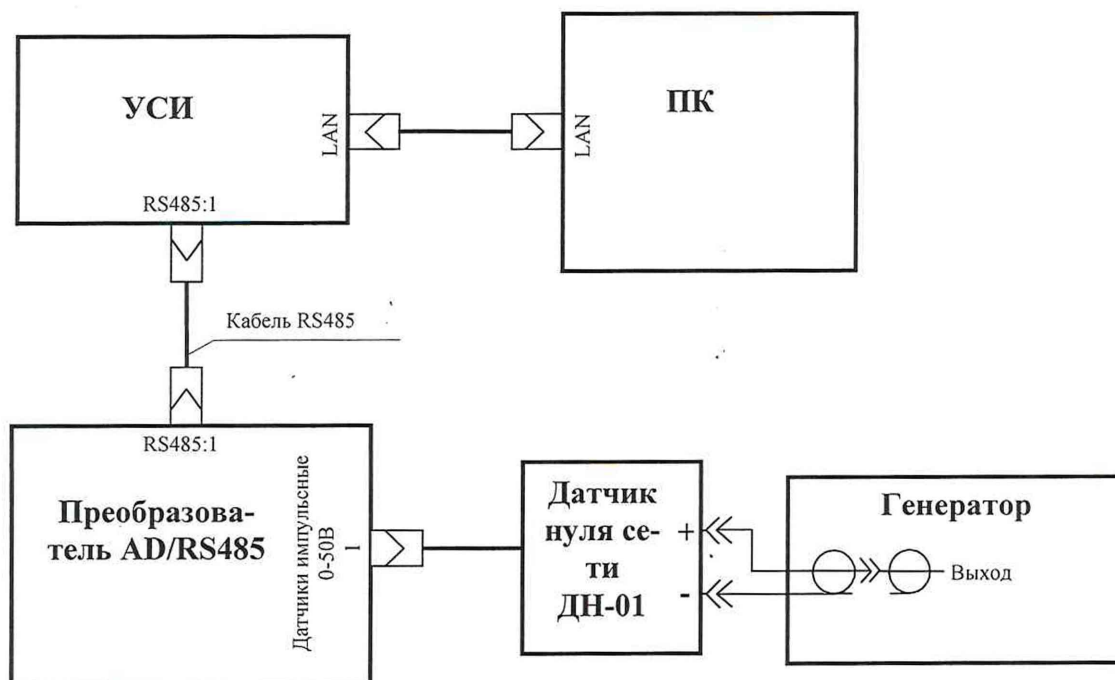 УСИ
LAN
RS485:1
ПК
LAN
Кабель RS485
RS485:1
Преобразова-
тель AD/RS485
Датчики импульсные
0-50В
1
Датчик
нуля се-
ти
ДН-01
+
-
Генератор
Выход